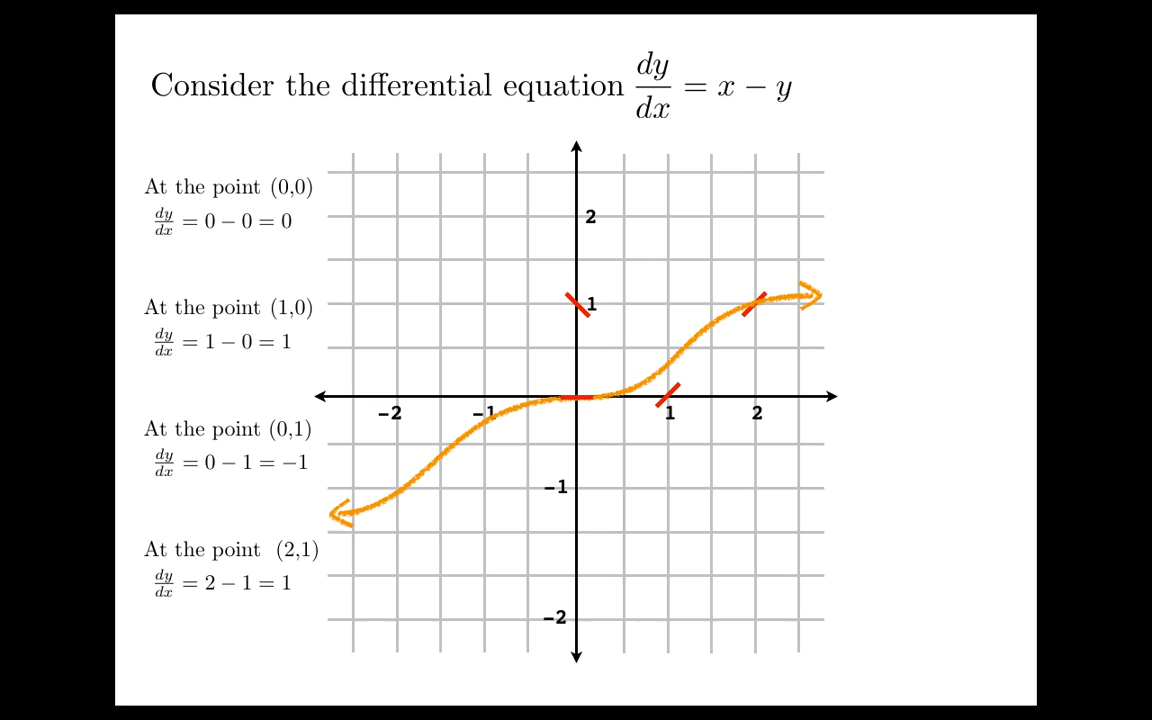 Consider the differential equation dy/dx = x − y
At the point (0,0)
dy/dx = 0 − 0 = 0
At the point (1,0)
dy/dx = 1 − 0 = 1
At the point (0,1)
dy/dx = 0 − 1 = −1
At the point (2,1)
dy/dx = 2 − 1 = 1
2
1
−2 −1 1 2
−1
−2